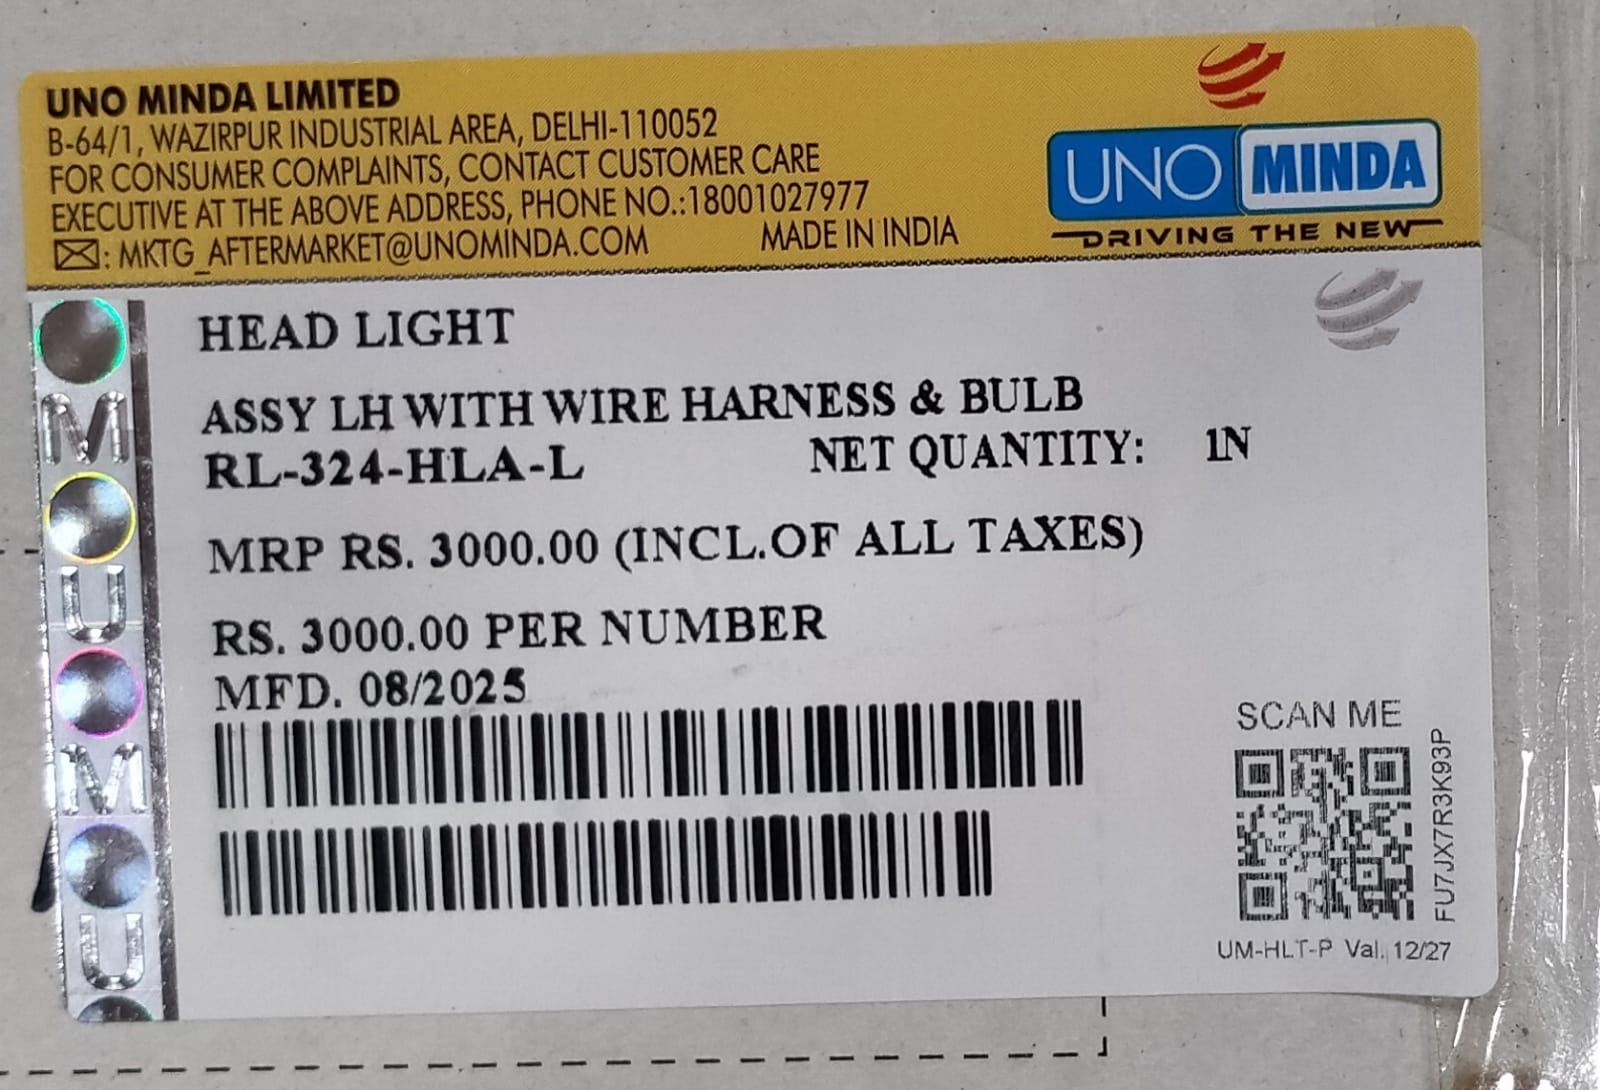 UNO MINDA LIMITED
B-64/1, WAZIRPUR INDUSTRIAL AREA, DELHI-110052
FOR CONSUMER COMPLAINTS, CONTACT CUSTOMER CARE
EXECUTIVE AT THE ABOVE ADDRESS, PHONE NO.:18001027977
: MKTG_AFTERMARKET@UNOMINDA.COM MADE IN INDIA
UNO MINDA
DRIVING THE NEW
M
U
M
U
HEAD LIGHT
ASSY LH WITH WIRE HARNESS & BULB
RL-324-HLA-L NET QUANTITY: 1N
MRP RS. 3000.00 (INCL.OF ALL TAXES)
RS. 3000.00 PER NUMBER
MFD. 08/2025
SCAN ME
FU7JX7R3K93P
UM-HLT-P Val. 12/27